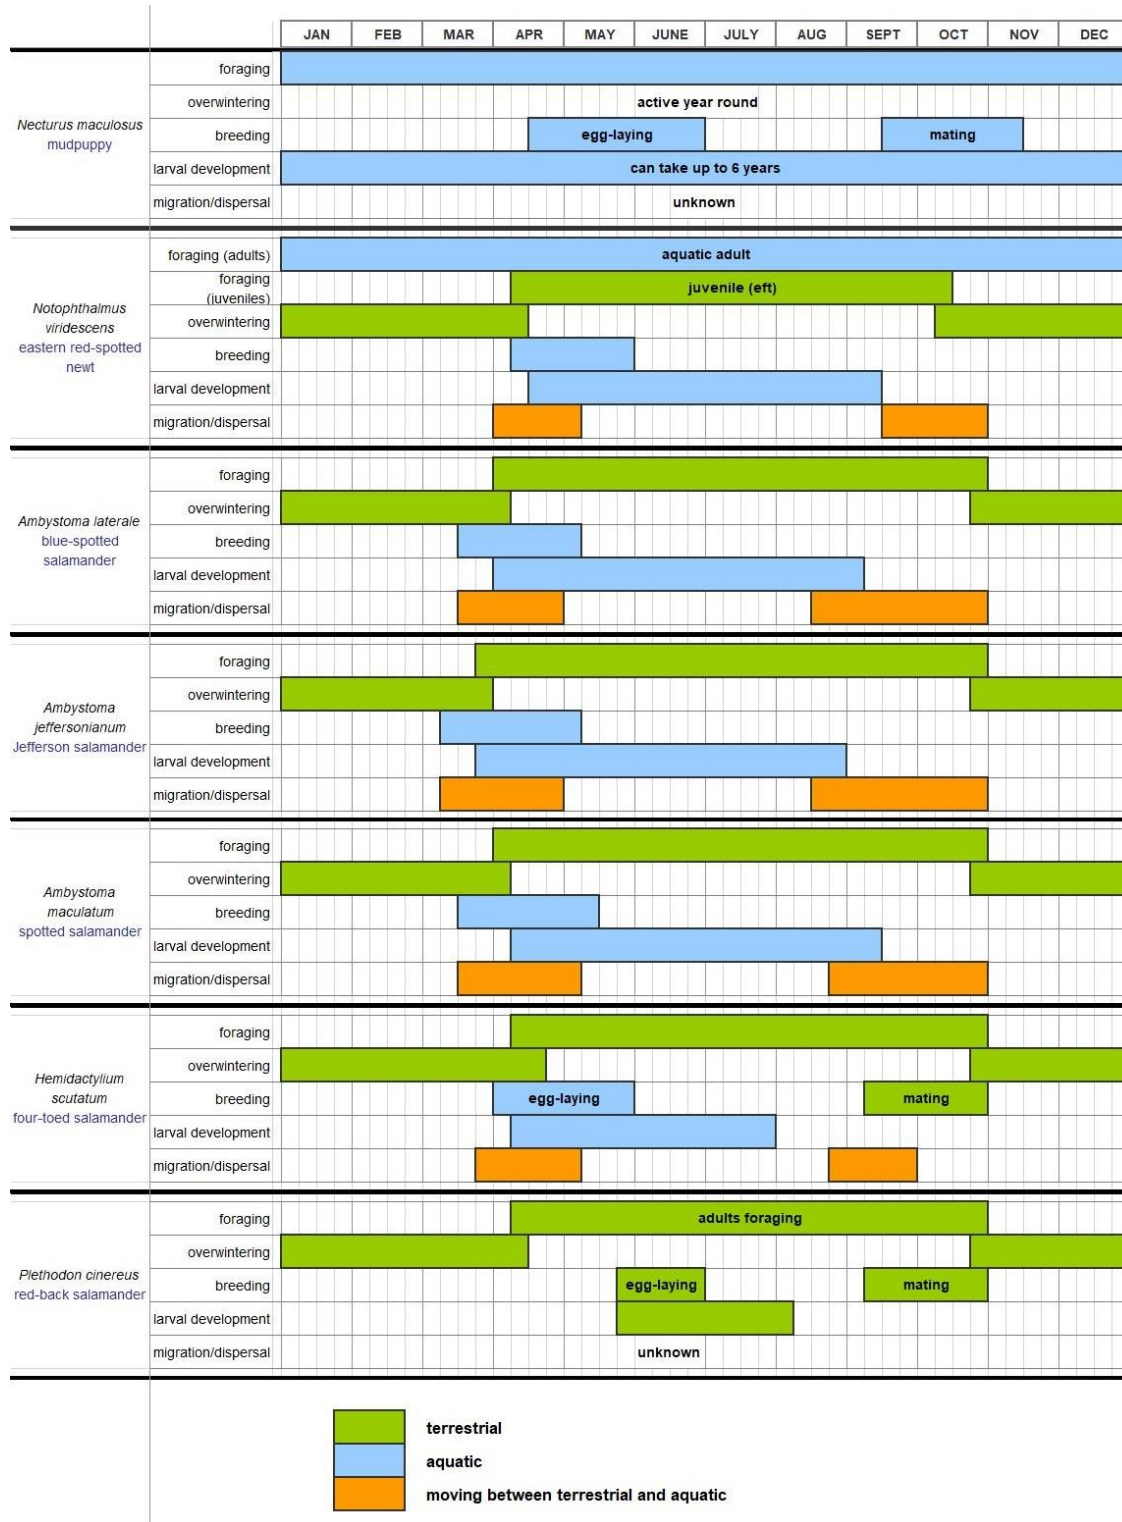 JAN FEB MAR APR MAY JUNE JULY AUG SEPT OCT NOV DEC
Necturus maculosus
mudpuppy
foraging
overwintering active year round
breeding egg-laying mating
larval development can take up to 6 years
migration/dispersal unknown
Notophthalmus
viridescens
eastern red-spotted
newt
foraging (adults) aquatic adult
foraging
(juveniles) juvenile (eft)
overwintering
breeding
larval development
migration/dispersal
Ambystoma laterale
blue-spotted
salamander
foraging
overwintering
breeding
larval development
migration/dispersal
Ambystoma
jeffersonianum
Jefferson salamander
foraging
overwintering
breeding
larval development
migration/dispersal
Ambystoma
maculatum
spotted salamander
foraging
overwintering
breeding
larval development
migration/dispersal
Hemidactylium
scutatum
four-toed salamander
foraging
overwintering
breeding egg-laying mating
larval development
migration/dispersal
Plethodon cinereus
red-back salamander
foraging adults foraging
overwintering
breeding egg-laying mating
larval development
migration/dispersal unknown
terrestrial
aquatic
moving between terrestrial and aquatic